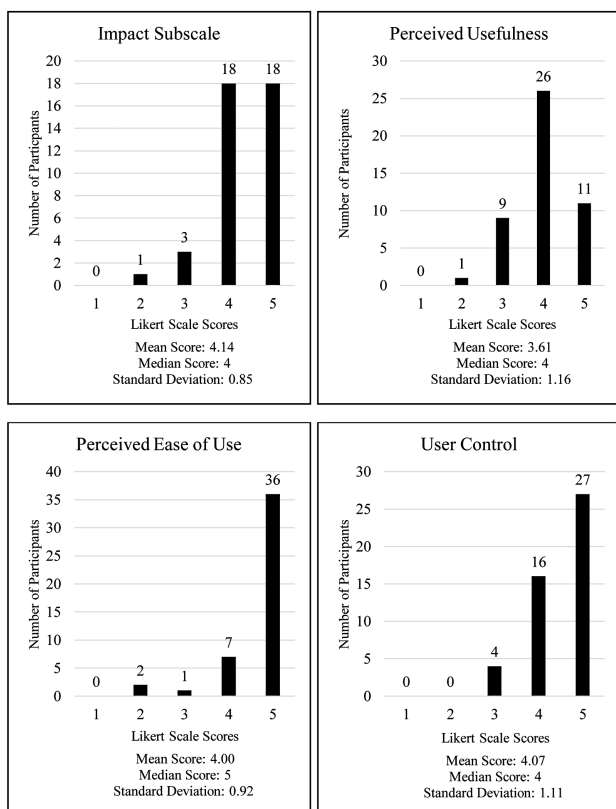 Impact Subscale
Number of Particpants
20
18
16
14
12
10
8
6
4
2
0
0
1
3
18
18
1 2 3 4 5
Likert Scale Scores
Mean Score: 4.14
Median Score: 4
Standard Deviation: 0.85
Perceived Usefulness
Number of Participants
30
25
20
15
10
5
0
0
1
9
26
11
1 2 3 4 5
Likert Scale Scores
Mean Score: 3.61
Median Score: 4
Standard Deviation: 1.16
Perceived Ease of Use
Number of Participants
40
35
30
25
20
15
10
5
0
0
2
1
7
36
1 2 3 4 5
Likert Scale Scores
Mean Score: 4.00
Median Score: 5
Standard Deviation: 0.92
User Control
Number of Participants
30
25
20
15
10
5
0
0
0
4
16
27
1 2 3 4 5
Likert Scale Scores
Mean Score: 4.07
Median Score: 4
Standard Deviation: 1.11